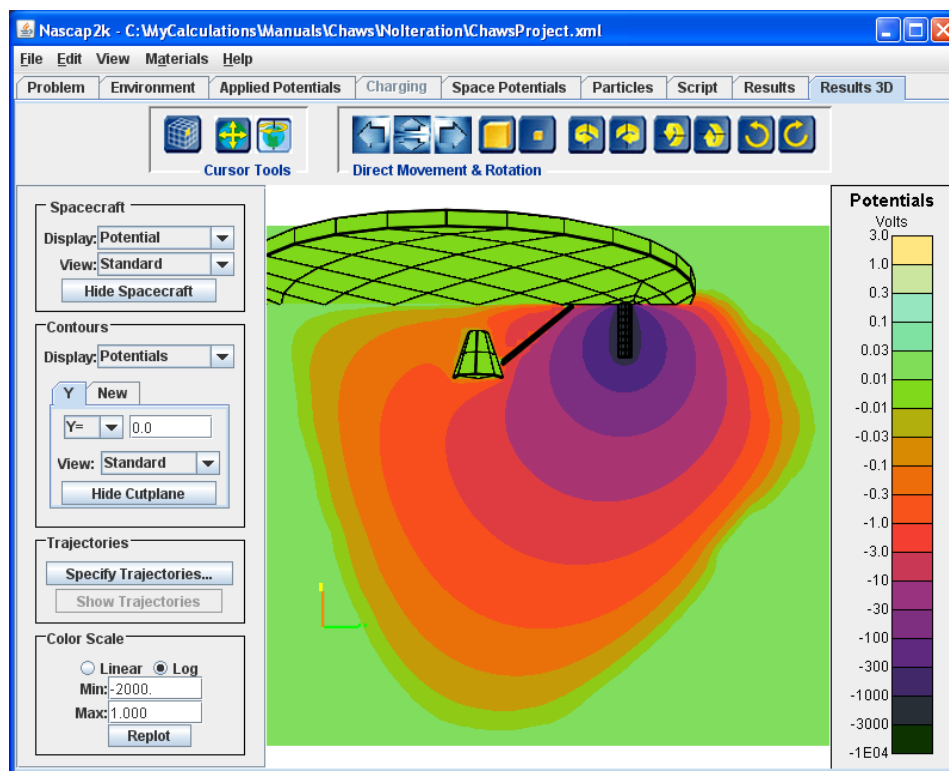 Nascap2k - C:\MyCalculations\Manuals\Chaws\NoIteration\ChawsProject.xml
File Edit View Materials Help
Problem Environment Applied Potentials Charging Space Potentials Particles Script Results Results 3D
Cursor Tools
Direct Movement & Rotation
Spacecraft
Display: Potential
View: Standard
Hide Spacecraft
Contours
Display: Potentials
Y New
Y= 0.0
View: Standard
Hide Cutplane
Trajectories
Specify Trajectories...
Show Trajectories
Color Scale
Linear Log
Min: -2000.
Max: 1.000
Replot
Potentials
Volts
3.0
1.0
0.3
0.1
0.03
0.01
-0.01
-0.03
-0.1
-0.3
-1.0
-3.0
-10
-30
-100
-300
-1000
-3000
-1E04